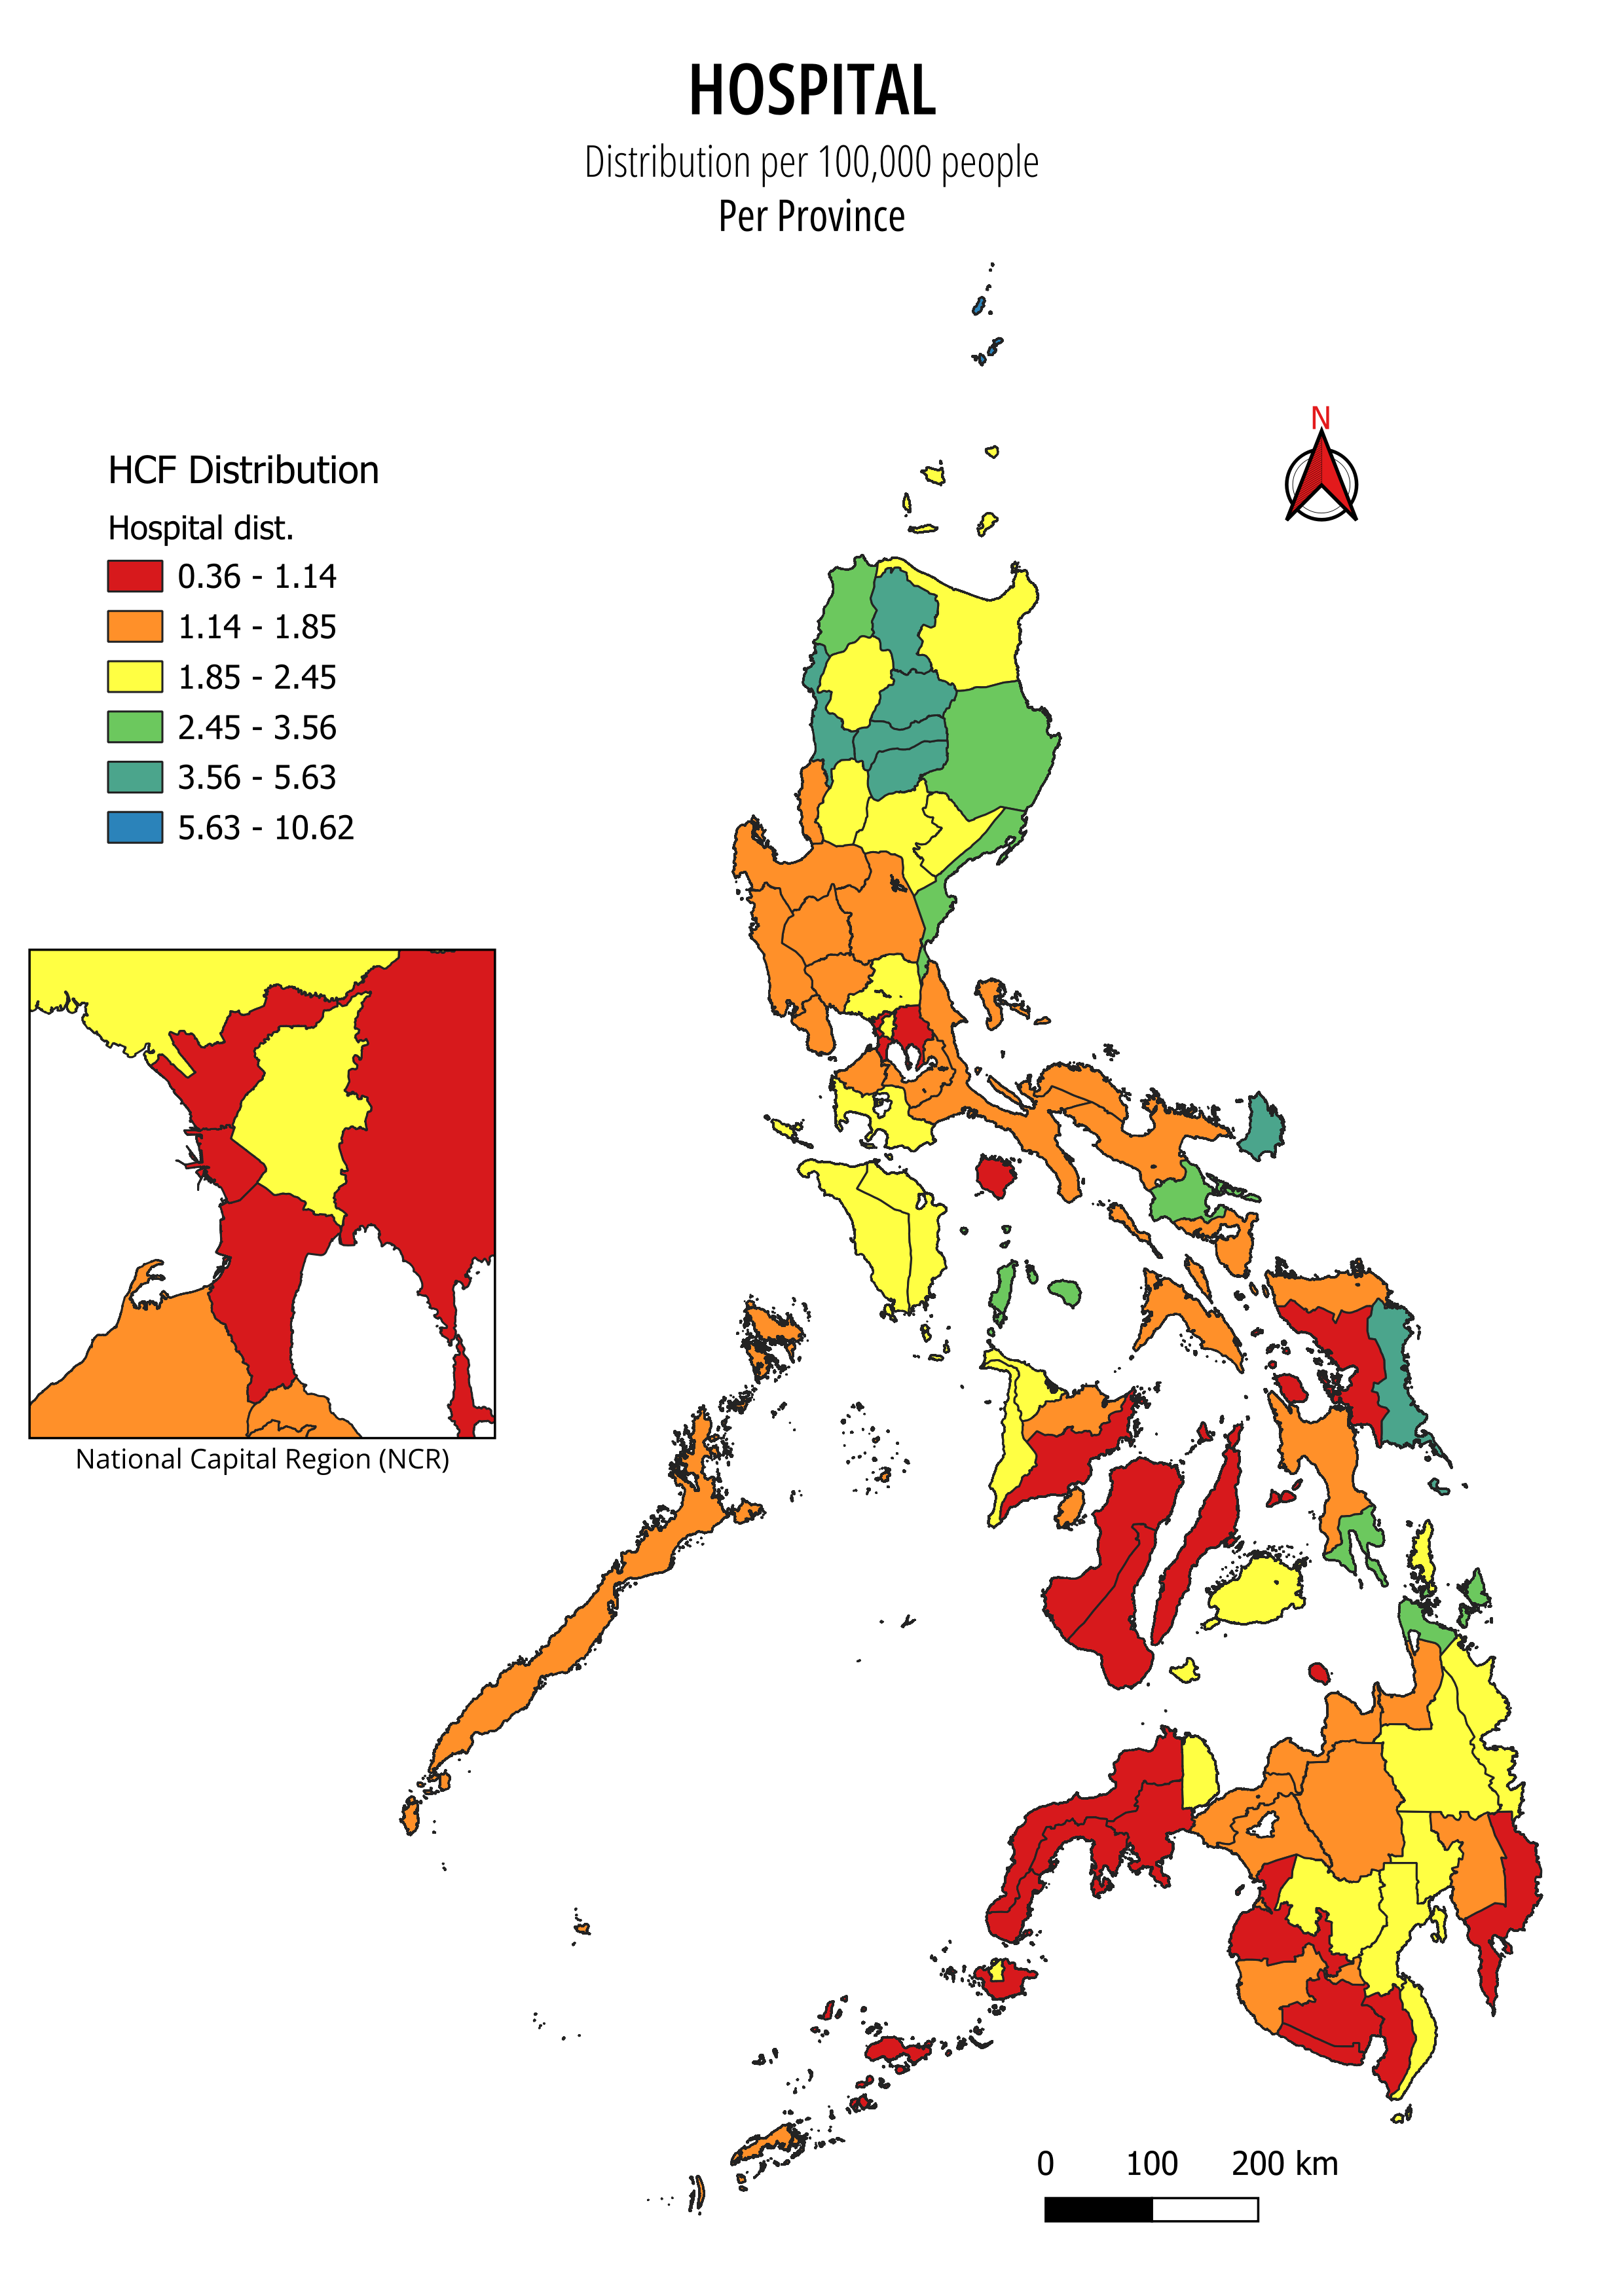 HOSPITAL
Distribution per 100,000 people
Per Province
N
HCF Distribution
Hospital dist.
0.36 - 1.14
1.14 - 1.85
1.85 - 2.45
2.45 - 3.56
3.56 - 5.63
5.63 - 10.62
National Capital Region (NCR)
0 100 200 km